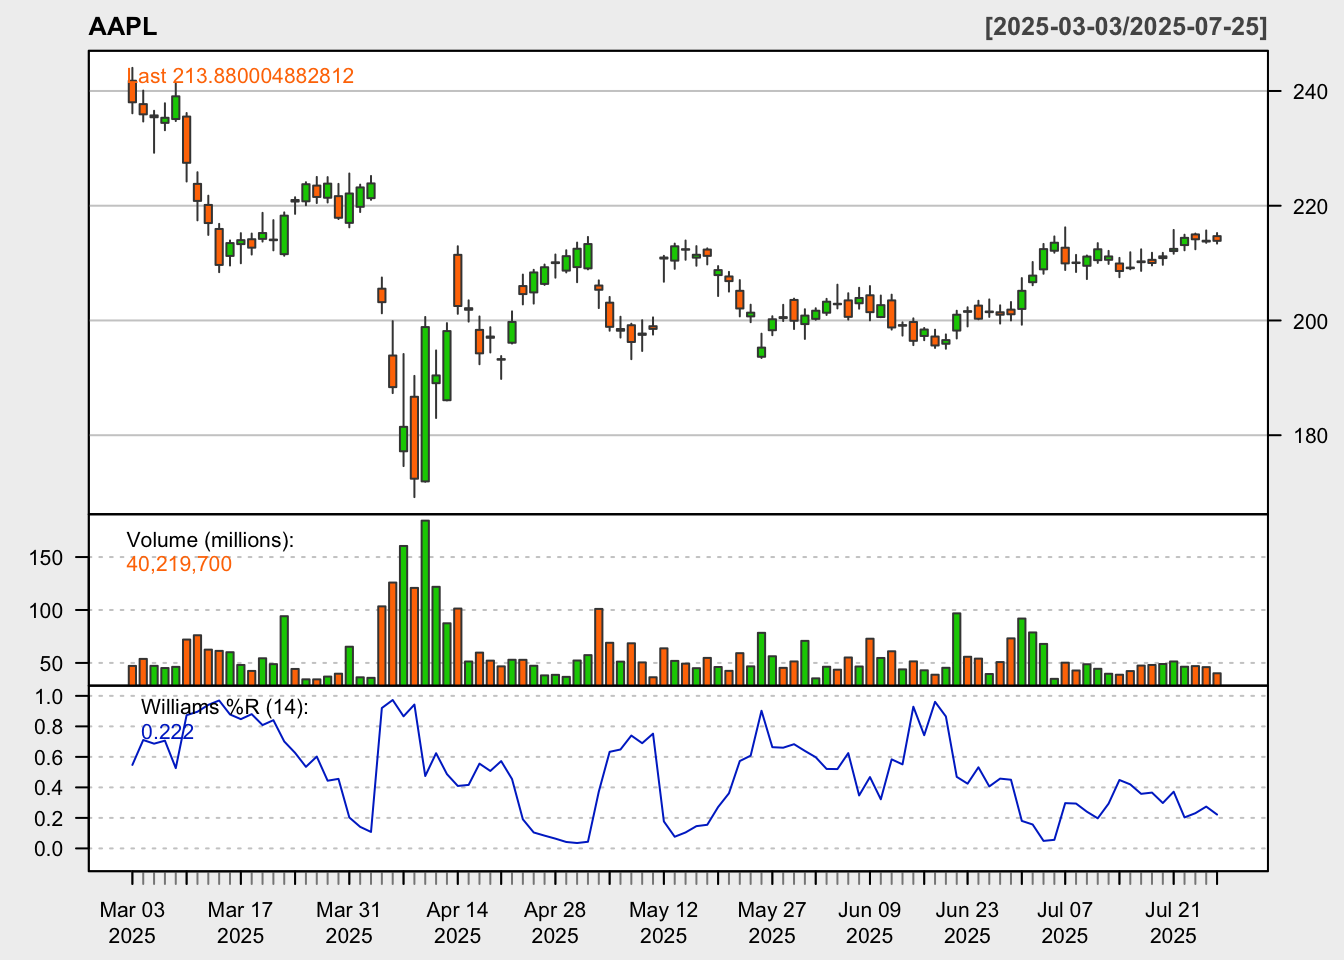 AAPL [2025-03-03/2025-07-25]
Last 213.880004882812
240
220
200
180
Volume (millions):
40,219,700
150
100
50
Williams %R (14):
0.222
1.0
0.8
0.6
0.4
0.2
0.0
Mar 03 Mar 17 Mar 31 Apr 14 Apr 28 May 12 May 27 Jun 09 Jun 23 Jul 07 Jul 21
2025 2025 2025 2025 2025 2025 2025 2025 2025 2025 2025